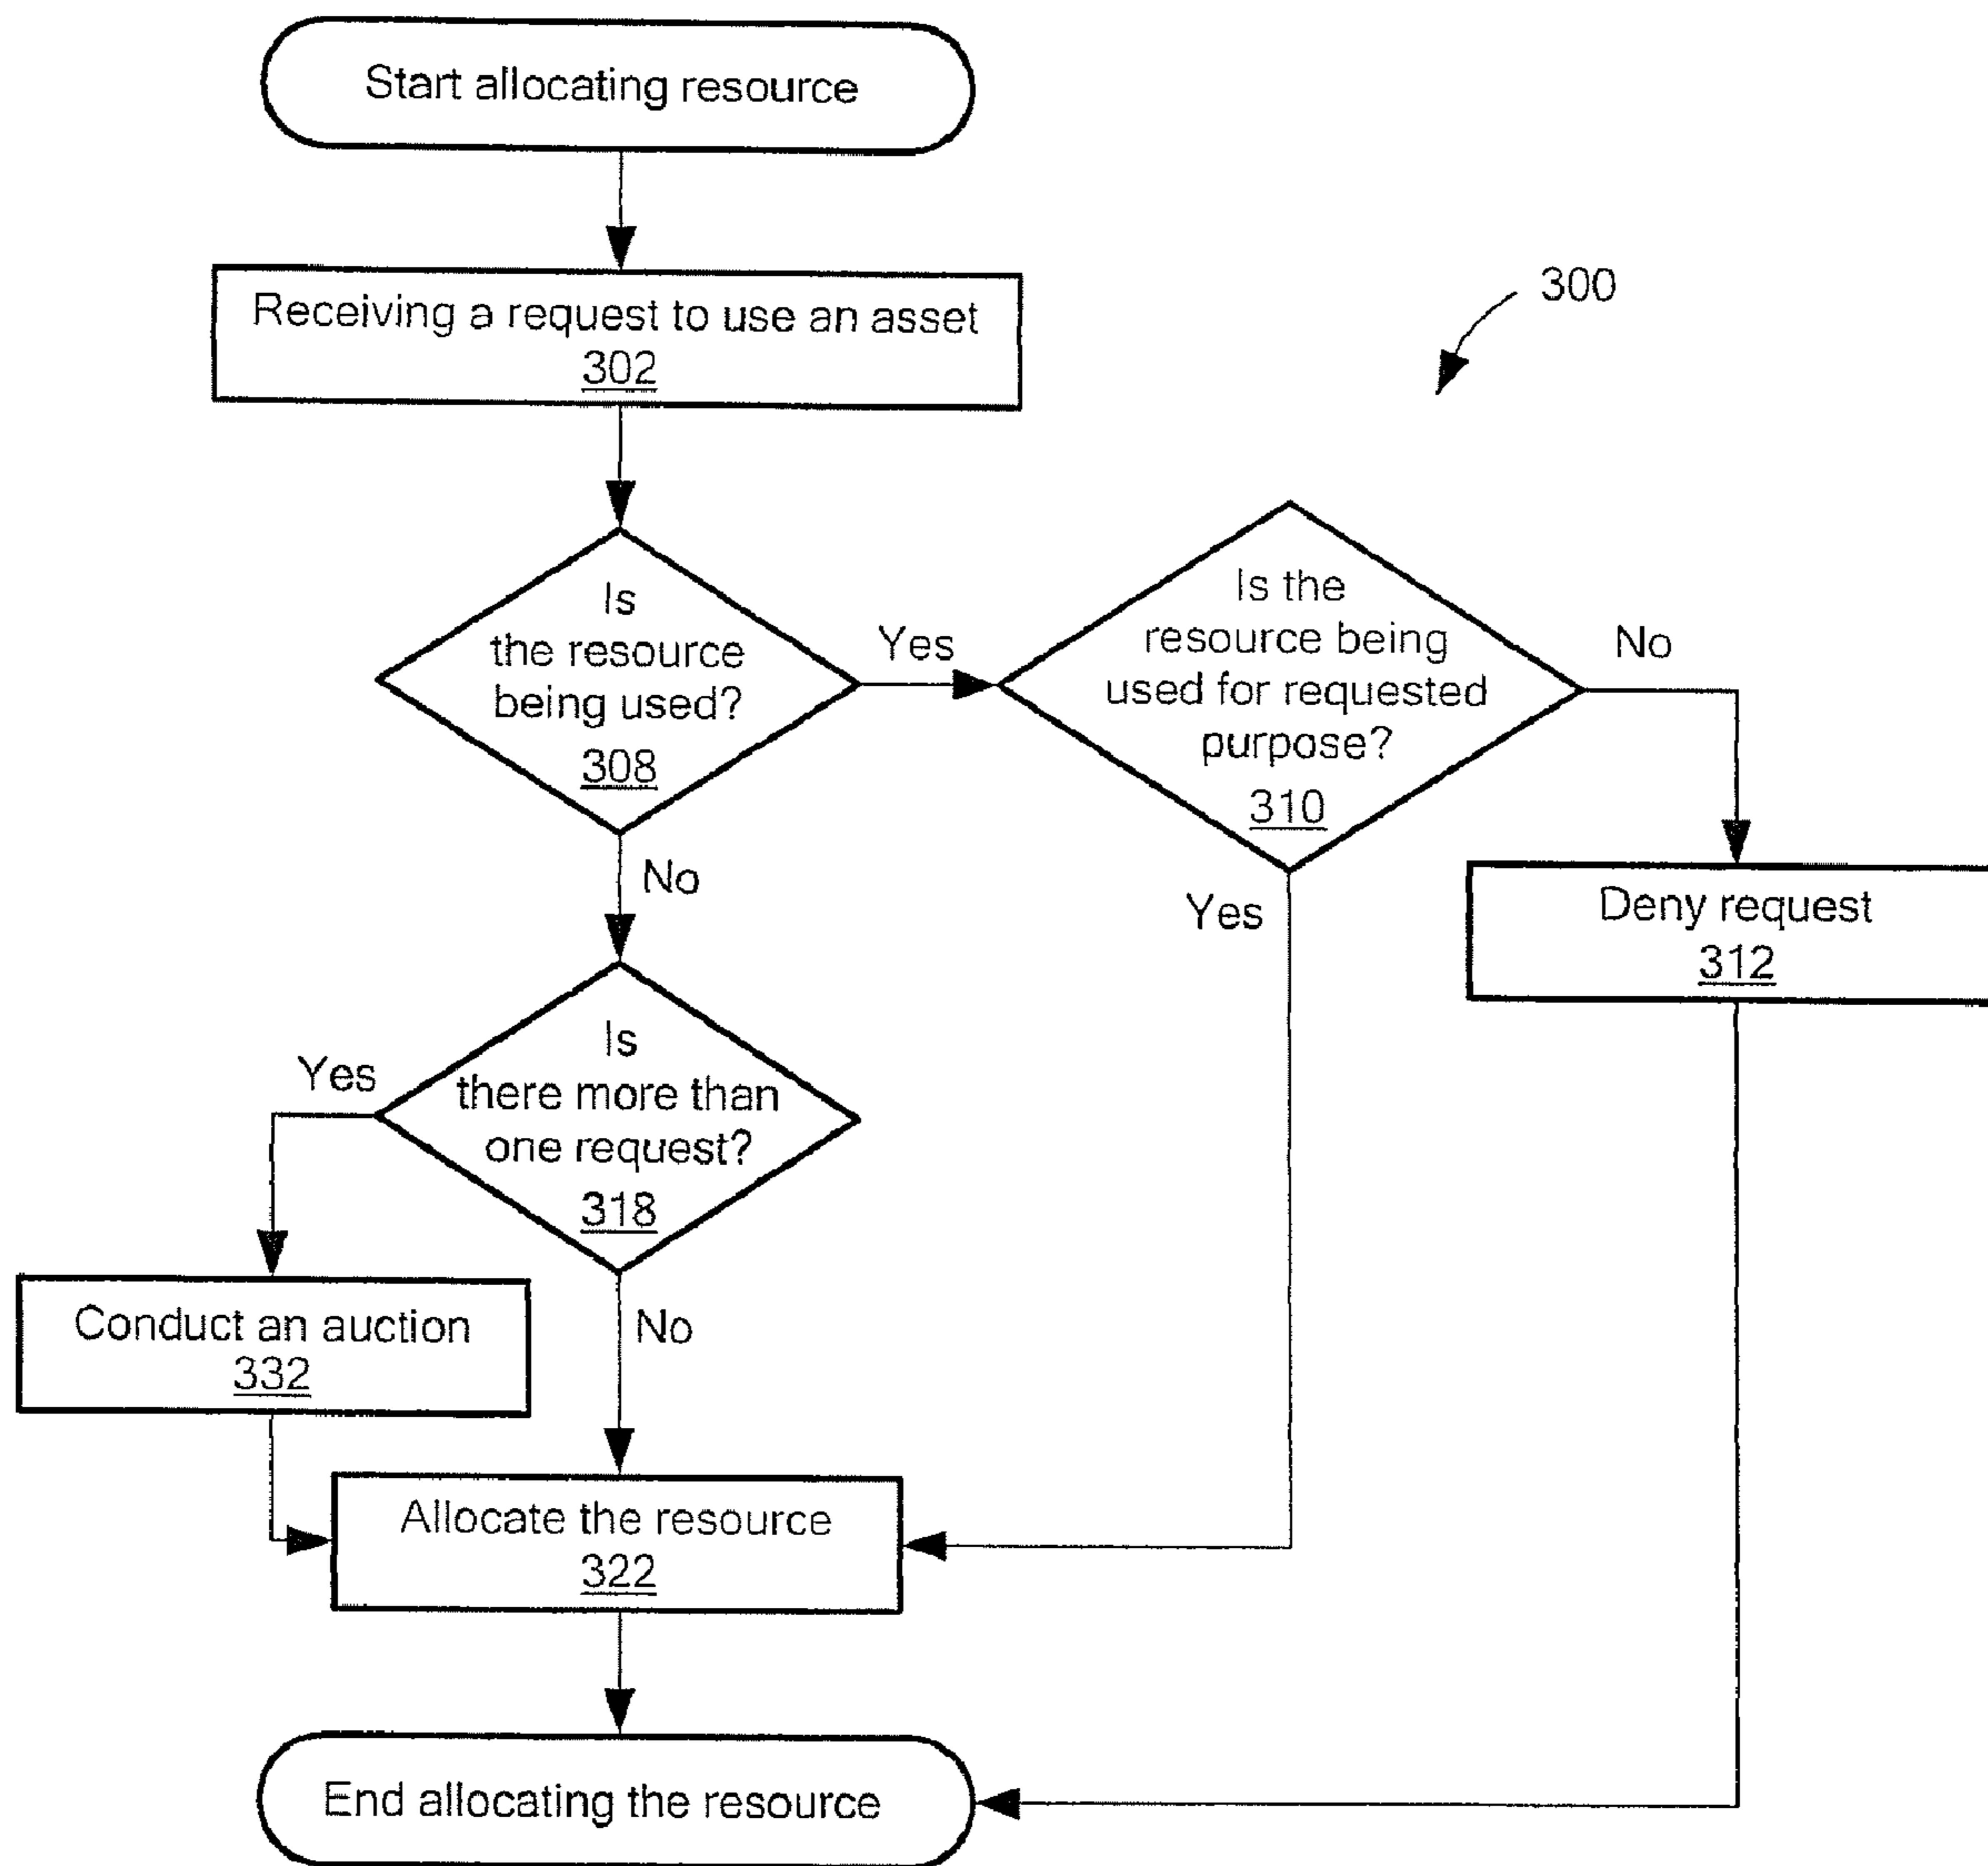 Start allocating resource
Receiving a request to use an asset
302
300
Is
the resource
being used?
308
Yes
Is the
resource being
used for requested
purpose?
310
No
No
Yes
Deny request
312
Is
there more than
one request?
318
Yes
Conduct an auction
332
No
Allocate the resource
322
End allocating the resource